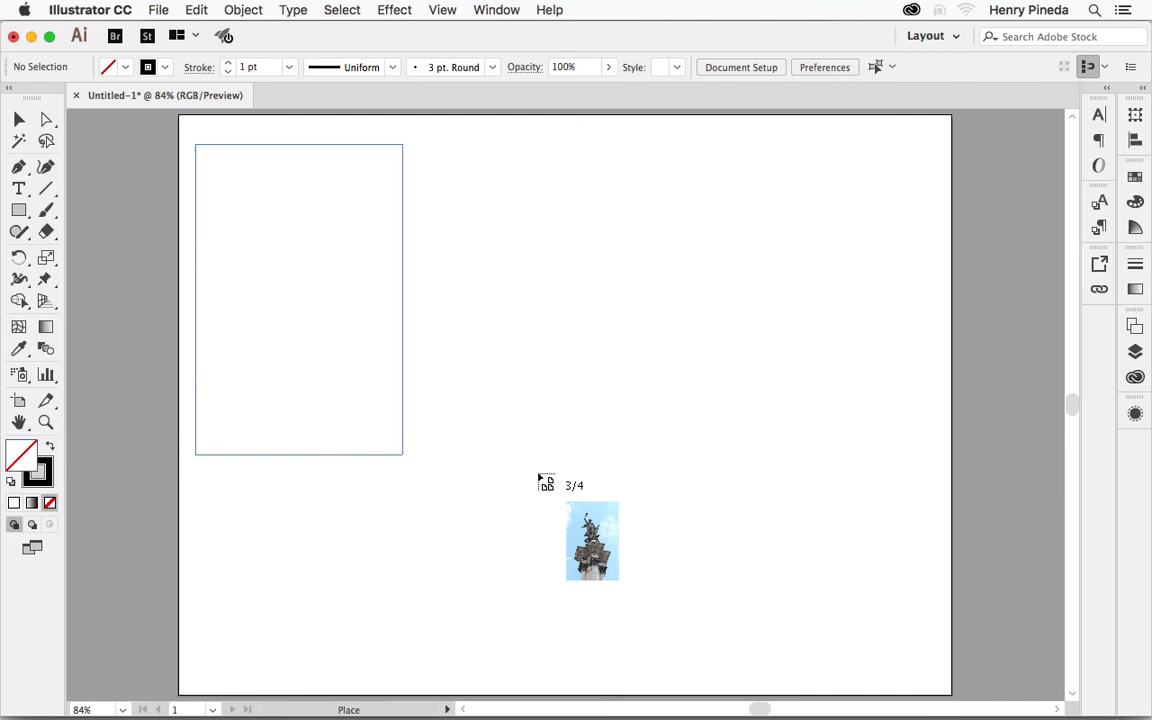 Illustrator CC File Edit Object Type Select Effect View Window Help Henry Pineda
Ai Br St Layout Search Adobe Stock
No Selection Stroke: 1 pt Uniform 3 pt. Round Opacity: 100% Style: Document Setup Preferences
Untitled-1* @ 84% (RGB/Preview)
3/4
84% 1 Place